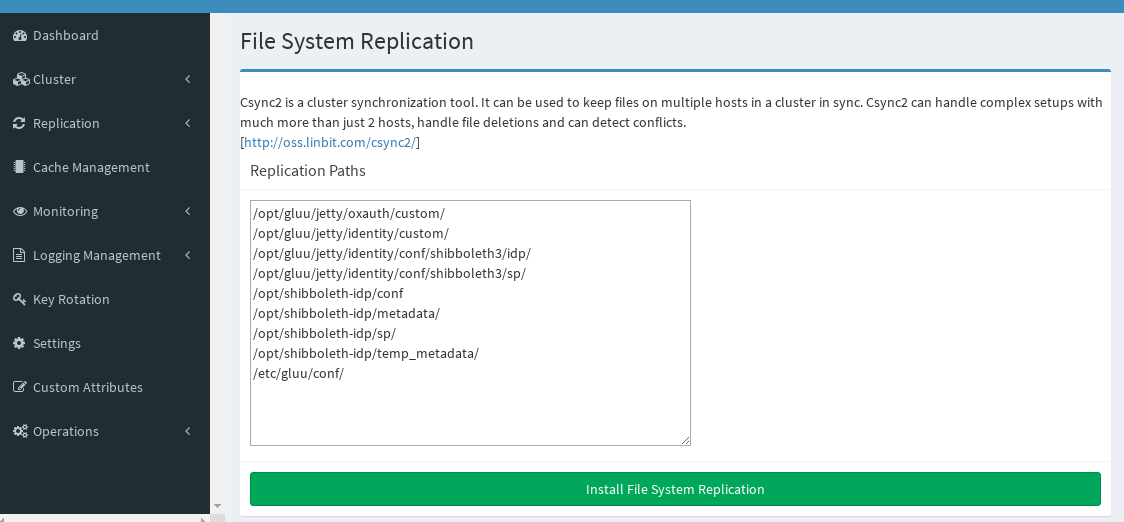 Dashboard
Cluster
Replication
Cache Management
Monitoring
Logging Management
Key Rotation
Settings
Custom Attributes
Operations
File System Replication
Csync2 is a cluster synchronization tool. It can be used to keep files on multiple hosts in a cluster in sync. Csync2 can handle complex setups with
much more than just 2 hosts, handle file deletions and can detect conflicts.
[http://oss.linbit.com/csync2/]
Replication Paths
/opt/gluu/jetty/oxauth/custom/
/opt/gluu/jetty/identity/custom/
/opt/gluu/jetty/identity/conf/shibboleth3/idp/
/opt/gluu/jetty/identity/conf/shibboleth3/sp/
/opt/shibboleth-idp/conf
/opt/shibboleth-idp/metadata/
/opt/shibboleth-idp/sp/
/opt/shibboleth-idp/temp_metadata/
/etc/gluu/conf/
Install File System Replication